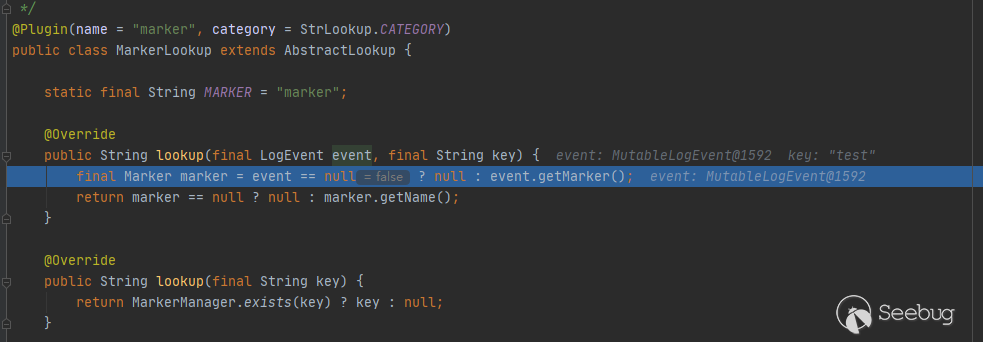 */
@Plugin(name = "marker", category = StrLookup.CATEGORY)
public class MarkerLookup extends AbstractLookup {
static final String MARKER = "marker";
@Override
public String lookup(final LogEvent event, final String key) { event: MutableLogEvent@1592 key: "test"
final Marker marker = event == null = false ? null : event.getMarker(); event: MutableLogEvent@1592
return marker == null ? null : marker.getName();
}
@Override
public String lookup(final String key) {
return MarkerManager.exists(key) ? key : null;
}
Seebug